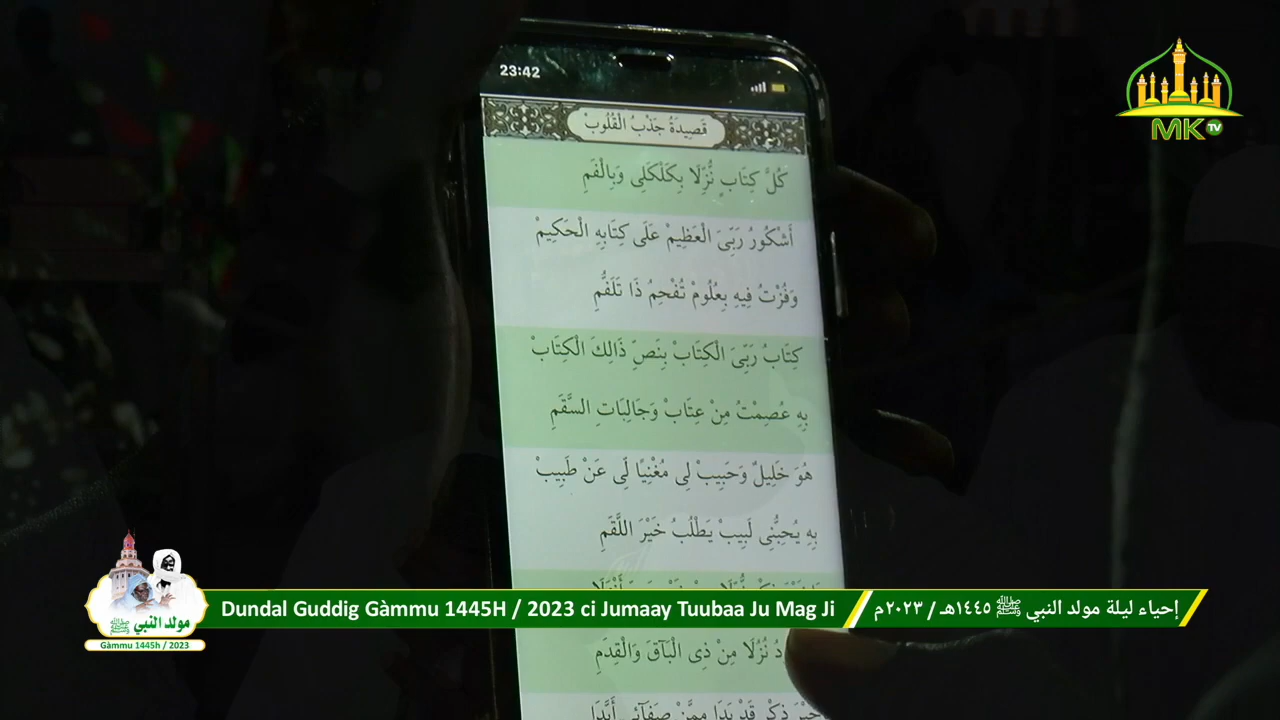 23:42
قَصِيدَةُ جَذْبُ الْقُلُوبْ
كُلُّ كِتَابٍ نُّزِلَا بِكَلْكَلِى وَبِالْفَمِ
أَشْكُورُ رَبِّىَ الْعَظِيمْ عَلَى كِتَابِهِ الْحَكِيمْ
وَفُزْتُ فِيهِ بِعُلُومْ تُفْحِمُ ذَا تَلَقُّمِ
كِتَابُ رَبِّىَ الْكِتَابْ بِنَصِّ ذَالِكَ الْكِتَابْ
بِهِ عُصِمْتُ مِنْ عِتَابْ وَجَالِبَاتِ السَّقَمِ
هُوَ خَلِيلٌ وَحَبِيبْ لِى مُغْنِيًا لِّى عَنْ طَبِيبْ
بِهِ يُحِبُّنِى لَبِيبْ يَطْلُبُ خَيْرَ اللَّقَمِ
نُزُلَا مِنْ ذِى الْبَآقَ وَالْقِدَمِ
ذِكْرٍ قَدْ بَدَا مِمَّنْ صَفَآئِى أَبَّدَا
MK TV
Dundal Guddig Gàmmu 1445H / 2023 ci Jumaay Tuubaa Ju Mag Ji
إحياء ليلة مولد النبي ﷺ ١٤٤٥هـ / ٢٠٢٣م
مولد النبي ﷺ
Gàmmu 1445h / 2023